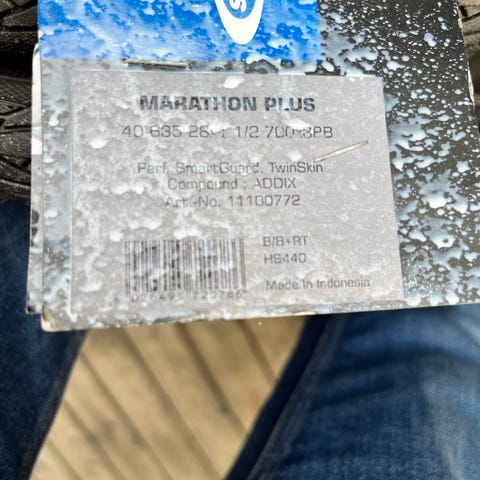 MARATHON PLUS
40-635 28x1 1/2 700x38B
Perf, SmartGuard, TwinSkin
Compound : ADDIX
Art.-No. 11100772
B/B+RT
HS440
Made in Indonesia